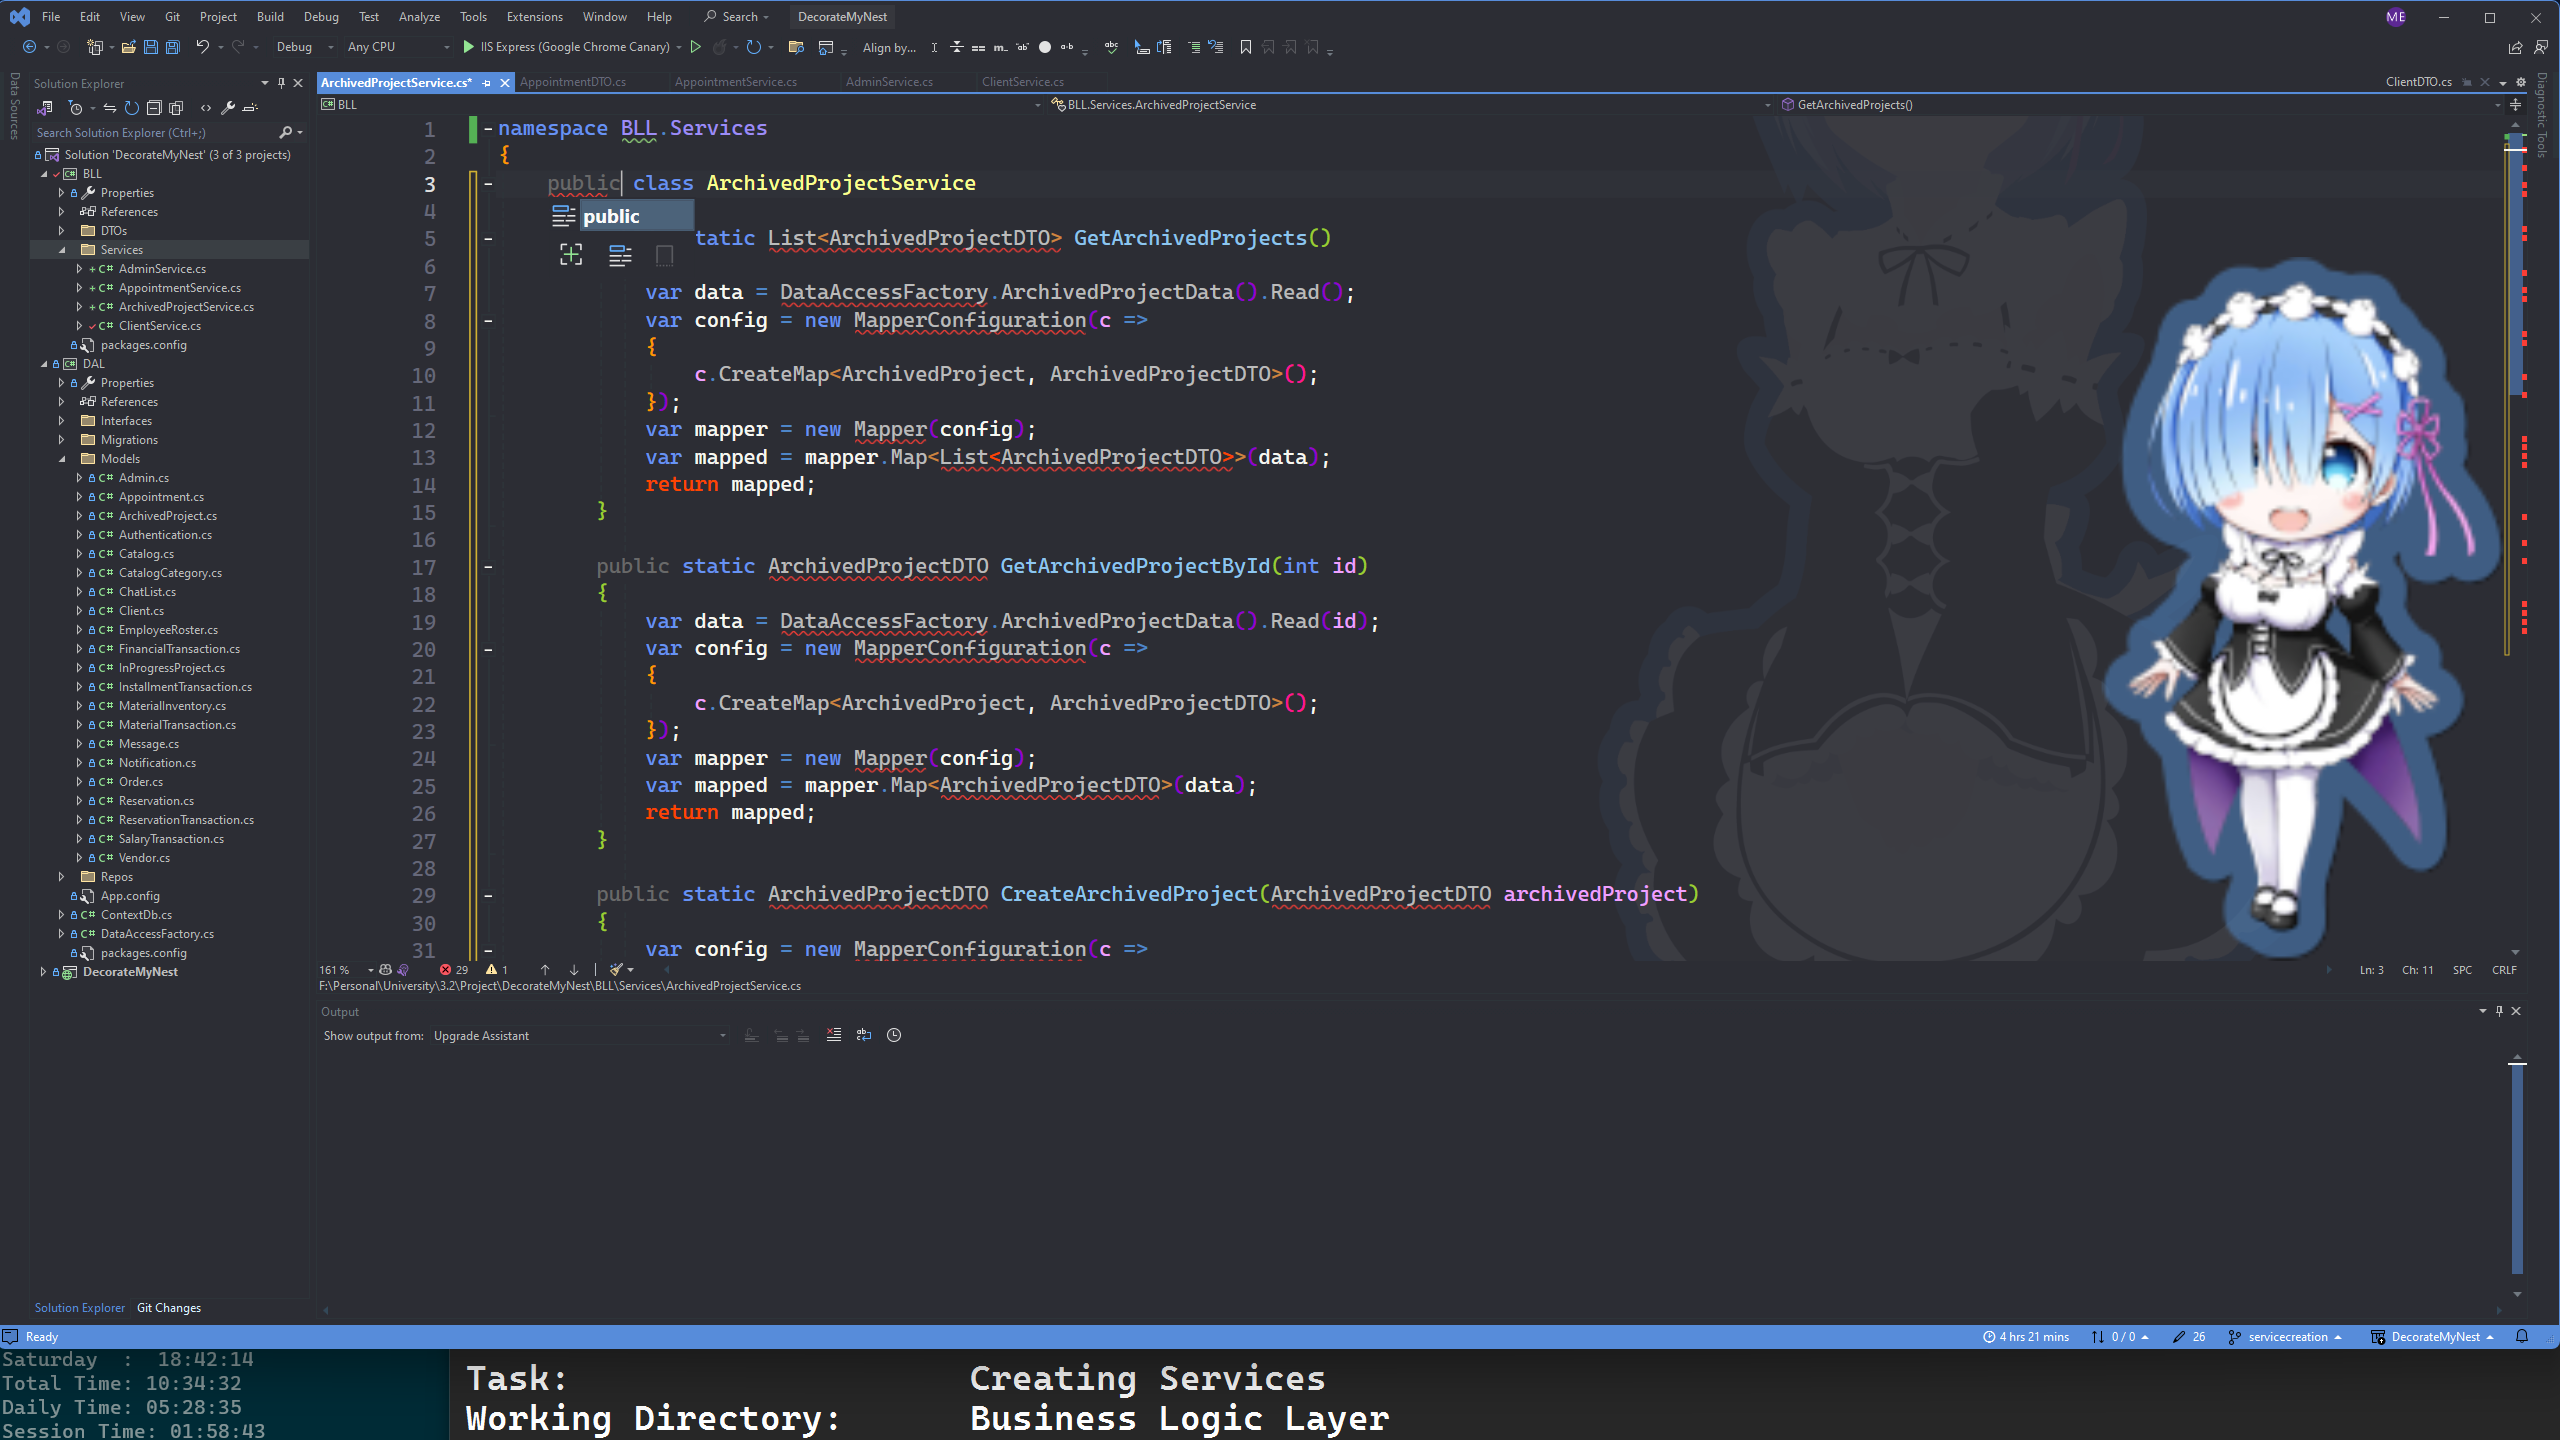 File Edit View Git Project Build Debug Test Analyze Tools Extensions Window Help Search DecorateMyNest ME
Debug Any CPU IIS Express (Google Chrome Canary) Align by...
Data Sources
Solution Explorer
Search Solution Explorer (Ctrl+;)
Solution 'DecorateMyNest' (3 of 3 projects)
BLL
Properties
References
DTOs
Services
AdminService.cs
AppointmentService.cs
ArchivedProjectService.cs
ClientService.cs
packages.config
DAL
Properties
References
Interfaces
Migrations
Models
Admin.cs
Appointment.cs
ArchivedProject.cs
Authentication.cs
Catalog.cs
CatalogCategory.cs
ChatList.cs
Client.cs
EmployeeRoster.cs
FinancialTransaction.cs
InProgressProject.cs
InstallmentTransaction.cs
MaterialInventory.cs
MaterialTransaction.cs
Message.cs
Notification.cs
Order.cs
Reservation.cs
ReservationTransaction.cs
SalaryTransaction.cs
Vendor.cs
Repos
App.config
ContextDb.cs
DataAccessFactory.cs
packages.config
DecorateMyNest
Solution Explorer Git Changes
ArchivedProjectService.cs* AppointmentDTO.cs AppointmentService.cs AdminService.cs ClientService.cs ClientDTO.cs
BLL BLL.Services.ArchivedProjectService GetArchivedProjects()
Diagnostic Tools
1 namespace BLL.Services
2 {
3 public class ArchivedProjectService
4 public
5 tatic List<ArchivedProjectDTO> GetArchivedProjects()
6
7 var data = DataAccessFactory.ArchivedProjectData().Read();
8 var config = new MapperConfiguration(c =>
9 {
10 c.CreateMap<ArchivedProject, ArchivedProjectDTO>();
11 });
12 var mapper = new Mapper(config);
13 var mapped = mapper.Map<List<ArchivedProjectDTO>>(data);
14 return mapped;
15 }
16
17 public static ArchivedProjectDTO GetArchivedProjectById(int id)
18 {
19 var data = DataAccessFactory.ArchivedProjectData().Read(id);
20 var config = new MapperConfiguration(c =>
21 {
22 c.CreateMap<ArchivedProject, ArchivedProjectDTO>();
23 });
24 var mapper = new Mapper(config);
25 var mapped = mapper.Map<ArchivedProjectDTO>(data);
26 return mapped;
27 }
28
29 public static ArchivedProjectDTO CreateArchivedProject(ArchivedProjectDTO archivedProject)
30 {
31 var config = new MapperConfiguration(c =>
161 % 29 1 Ln: 3 Ch: 11 SPC CRLF
F:\Personal\University\3.2\Project\DecorateMyNest\BLL\Services\ArchivedProjectService.cs
Output
Show output from: Upgrade Assistant
Ready 4 hrs 21 mins 0 / 0 26 servicecreation DecorateMyNest
Saturday : 18:42:14
Total Time: 10:34:32
Daily Time: 05:28:35
Session Time: 01:58:43
Task: Creating Services
Working Directory: Business Logic Layer